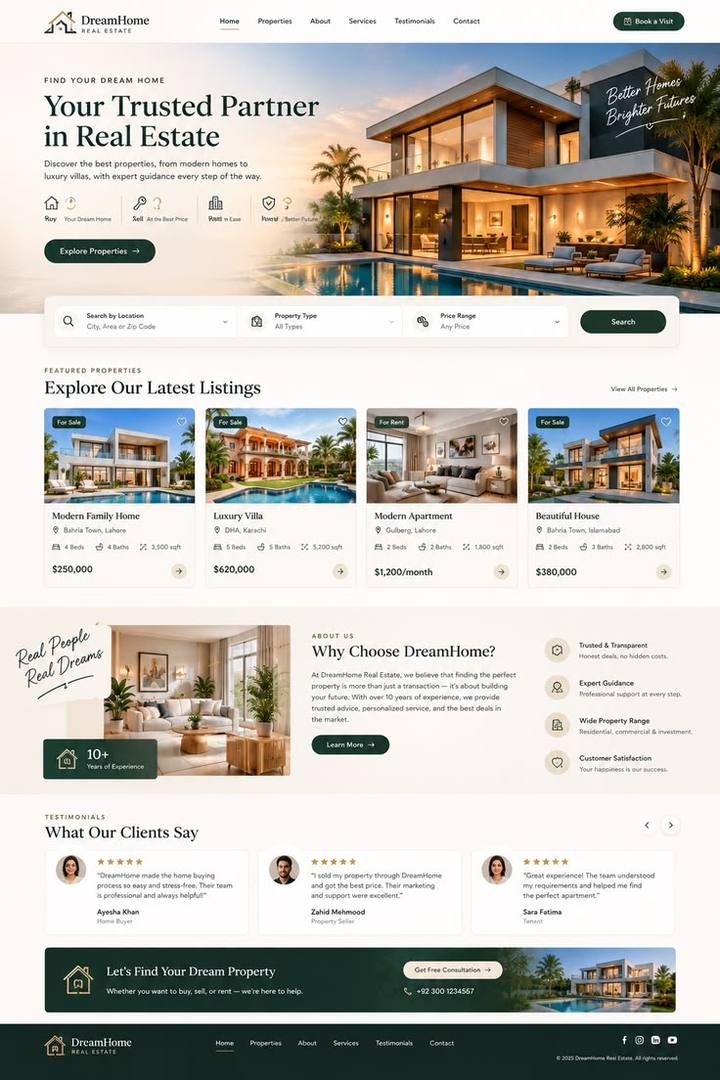 DreamHome
REAL ESTATE
Home
Properties
About
Services
Testimonials
Contact
Book a Visit
FIND YOUR DREAM HOME
Your Trusted Partner
in Real Estate
Better Homes
Brighter Futures
Discover the best properties, from modern homes to
luxury villas, with expert guidance every step of the way.
Your Dream Home
Sell At the Best Price
in Ease
Better Future
Explore Properties →
Search by Location
City, Area or Zip Code
Property Type
All Types
Price Range
Any Price
Search
FEATURED PROPERTIES
Explore Our Latest Listings
View All Properties →
For Sale
Modern Family Home
Bahria Town, Lahore
4 Beds 4 Baths 3,500 sqft
$250,000
For Sale
Luxury Villa
DHA, Karachi
5 Beds 5 Baths 5,200 sqft
$620,000
For Rent
Modern Apartment
Gulberg, Lahore
2 Beds 2 Baths 1,800 sqft
$1,200/month
For Sale
Beautiful House
Bahria Town, Islamabad
2 Beds 3 Baths 2,800 sqft
$380,000
Real People
Real Dreams
10+
Years of Experience
ABOUT US
Why Choose DreamHome?
At DreamHome Real Estate, we believe that finding the perfect
property is more than just a transaction — it's about building
your future. With over 10 years of experience, we provide
trusted advice, personalized service, and the best deals in
the market.
Learn More →
Trusted & Transparent
Honest deals, no hidden costs.
Expert Guidance
Professional support at every step.
Wide Property Range
Residential, commercial & investment.
Customer Satisfaction
Your happiness is our success.
TESTIMONIALS
What Our Clients Say
"DreamHome made the home buying
process so easy and stress-free. Their team
is professional and always helpful!"
Ayesha Khan
Home Buyer
"I sold my property through DreamHome
and got the best price. Their marketing
and support were excellent."
Zahid Mehmood
Property Seller
"Great experience! The team understood
my requirements and helped me find
the perfect apartment."
Sara Fatima
Tenant
Let's Find Your Dream Property
Whether you want to buy, sell, or rent — we're here to help.
Get Free Consultation →
+92 300 1234567
DreamHome
REAL ESTATE
Home
Properties
About
Services
Testimonials
Contact
© 2025 DreamHome Real Estate. All rights reserved.